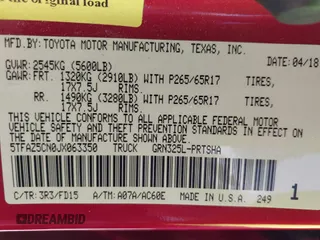 the original load
MFD.BY: TOYOTA MOTOR MANUFACTURING, TEXAS, INC.
GVWR: 2545KG (5600LB) DATE: 04/18
GAWR: FRT. 1320KG (2910LB) WITH P265/65R17 TIRES,
17X7.5J RIMS,
RR. 1490KG (3280LB) WITH P265/65R17 TIRES,
17X7.5J
THIS VEHICLE CONFORMS TO ALL APPLICABLE FEDERAL MOTOR
VEHICLE SAFETY AND THEFT PREVENTION STANDARDS IN EFFECT ON
THE DATE OF MANUFACTURE SHOWN ABOVE.
5TFAZ5CN0JX063350 TRUCK GRN325L-PRTSHA
C/TR: 3R3/FD15 A/TM: A07A/AC60E MADE IN U.S.A. 249 1
DREAMBID